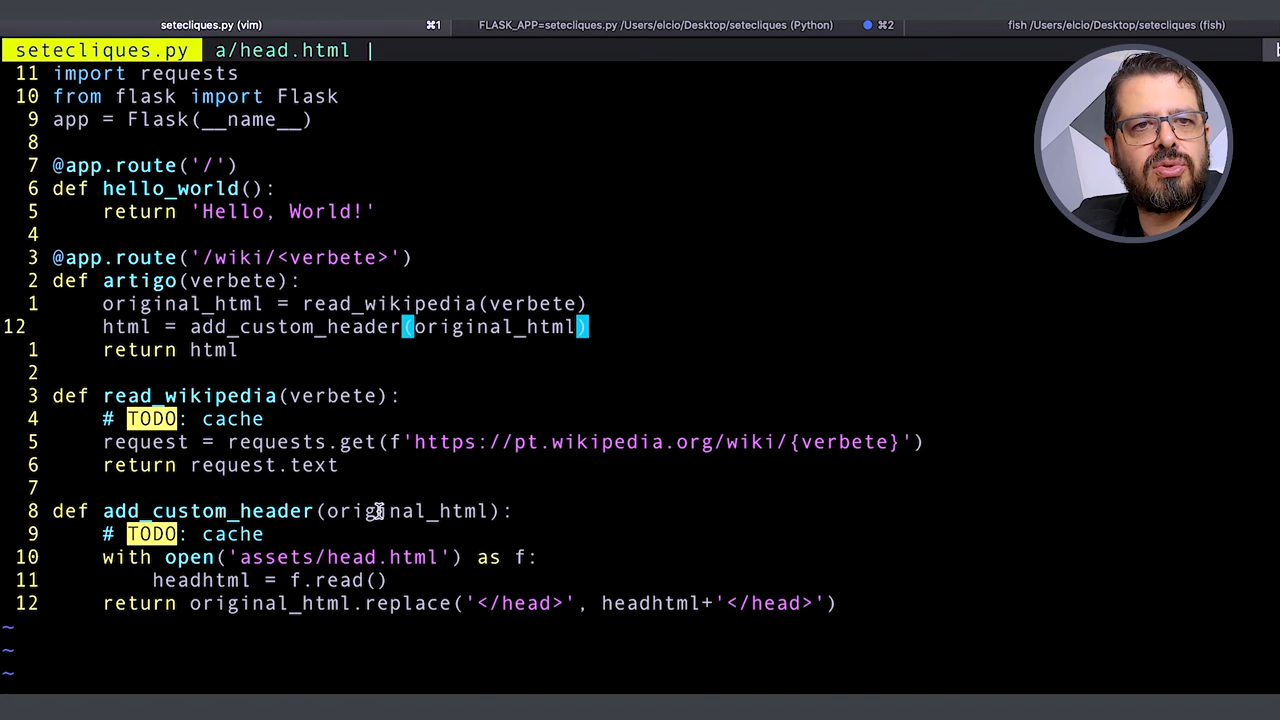 setecliques.py (vim) ⌘1 FLASK_APP=setecliques.py /Users/elcio/Desktop/setecliques (Python) ⌘2 fish /Users/elcio/Desktop/setecliques (fish)
setecliques.py a/head.html |
11 import requests
10 from flask import Flask
9 app = Flask(__name__)
8
7 @app.route('/')
6 def hello_world():
5     return 'Hello, World!'
4
3 @app.route('/wiki/<verbete>')
2 def artigo(verbete):
1     original_html = read_wikipedia(verbete)
12     html = add_custom_header(original_html)
1     return html
2
3 def read_wikipedia(verbete):
4     # TODO: cache
5     request = requests.get(f'https://pt.wikipedia.org/wiki/{verbete}')
6     return request.text
7
8 def add_custom_header(original_html):
9     # TODO: cache
10     with open('assets/head.html') as f:
11         headhtml = f.read()
12     return original_html.replace('</head>', headhtml+'</head>')
~
~
~